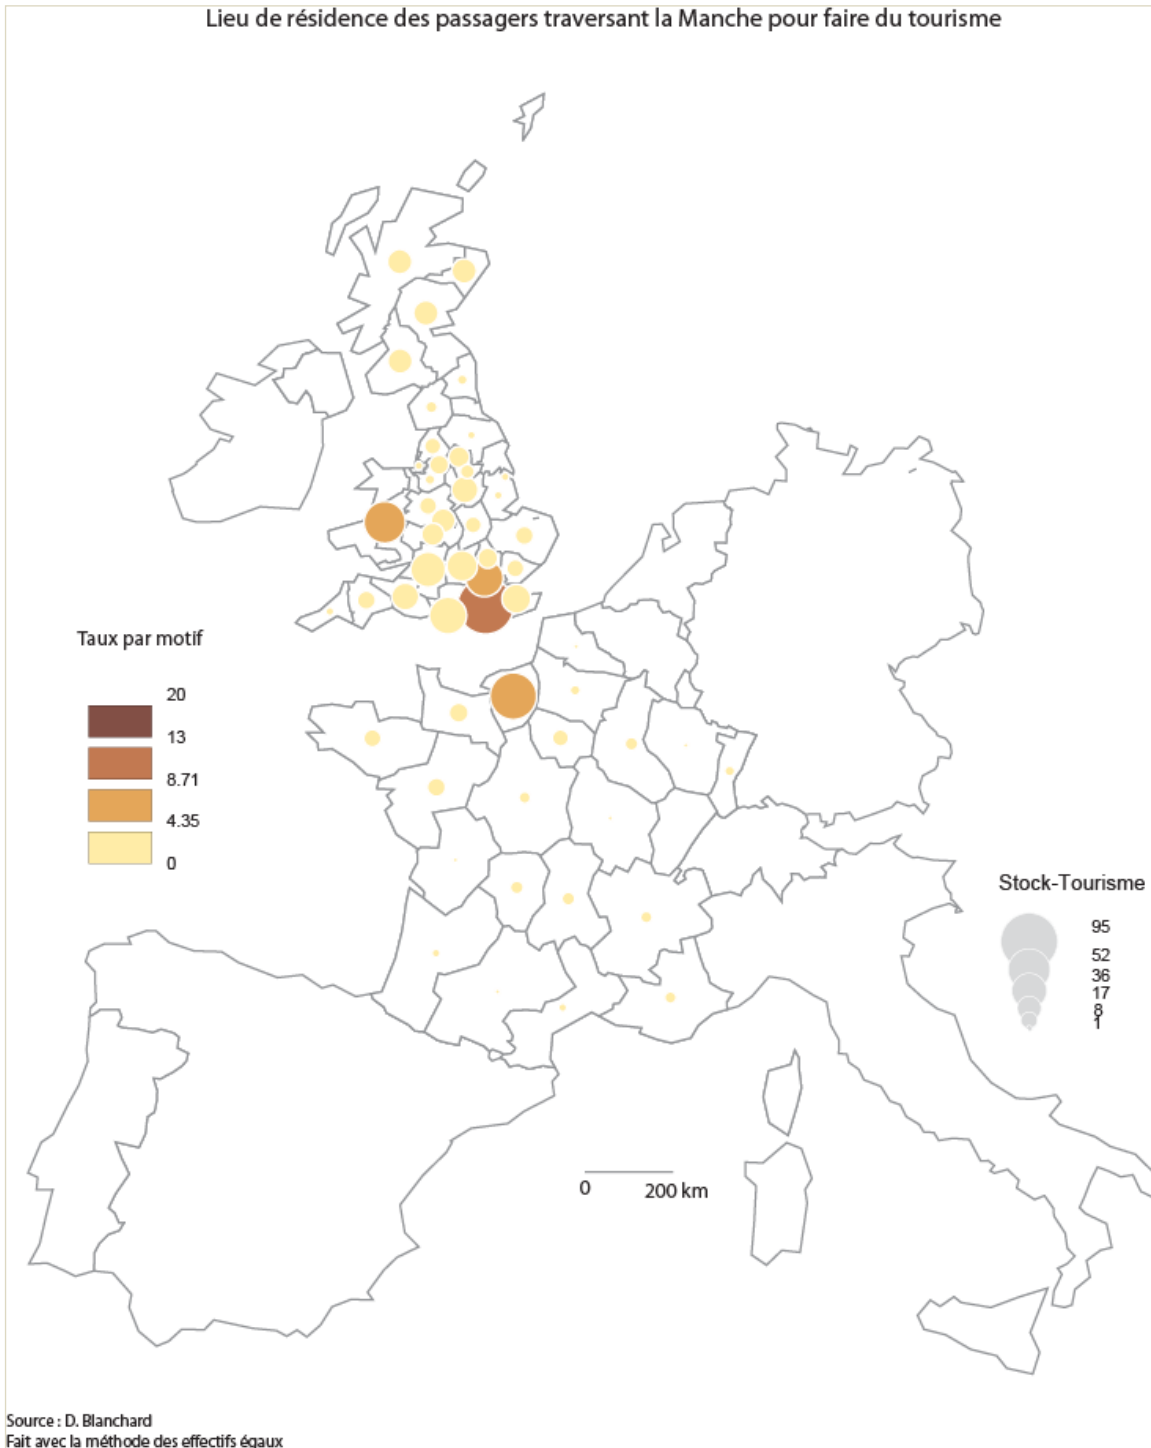 Lieu de résidence des passagers traversant la Manche pour faire du tourisme
Taux par motif
20
13
8.71
4.35
0
Stock-Tourisme
95
52
36
17
8
1
0 200 km
Source : D. Blanchard
Fait avec la méthode des effectifs égaux